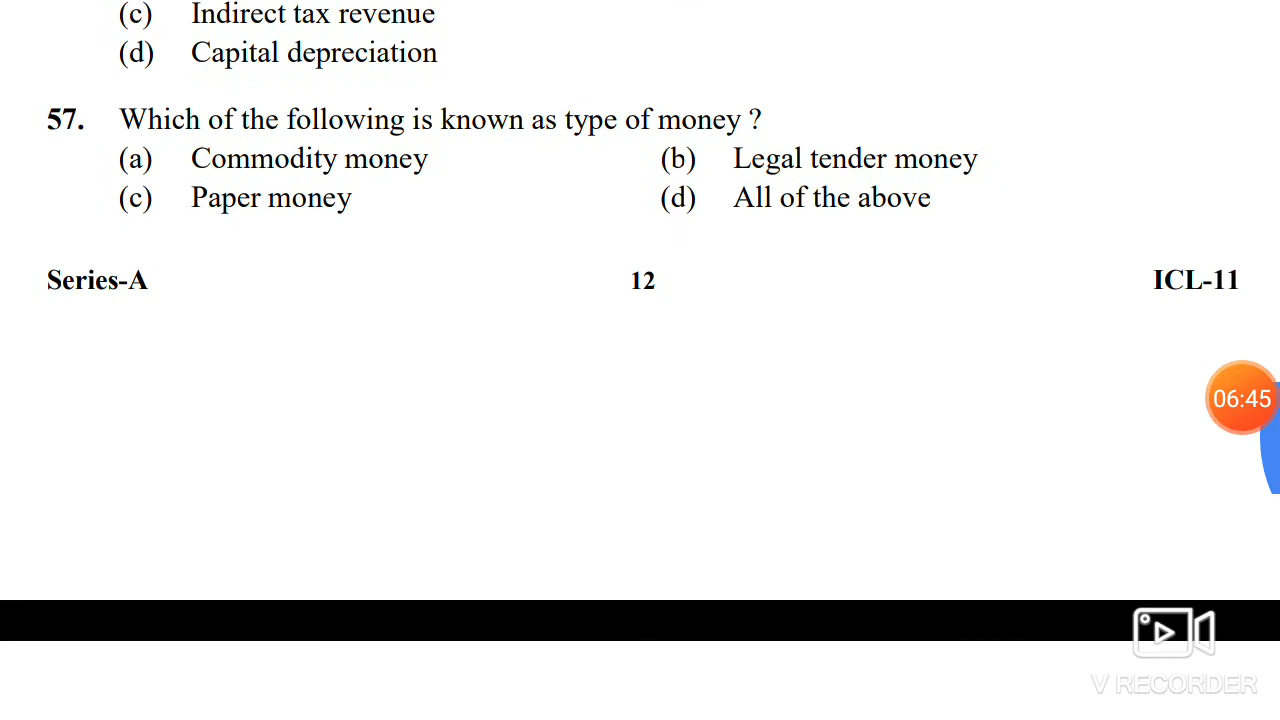 (c) Indirect tax revenue
(d) Capital depreciation
57. Which of the following is known as type of money ?
(a) Commodity money (b) Legal tender money
(c) Paper money (d) All of the above
Series-A 12 ICL-11
06:45
V RECORDER